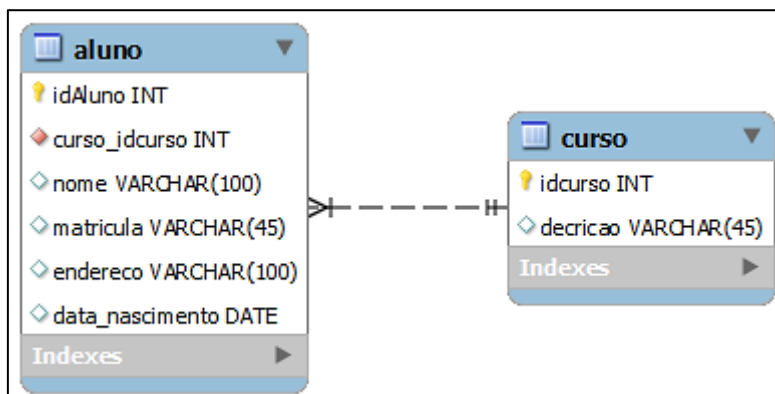 aluno
idAluno INT
curso_idcurso INT
nome VARCHAR(100)
matricula VARCHAR(45)
endereco VARCHAR(100)
data_nascimento DATE
Indexes
curso
idcurso INT
decricao VARCHAR(45)
Indexes